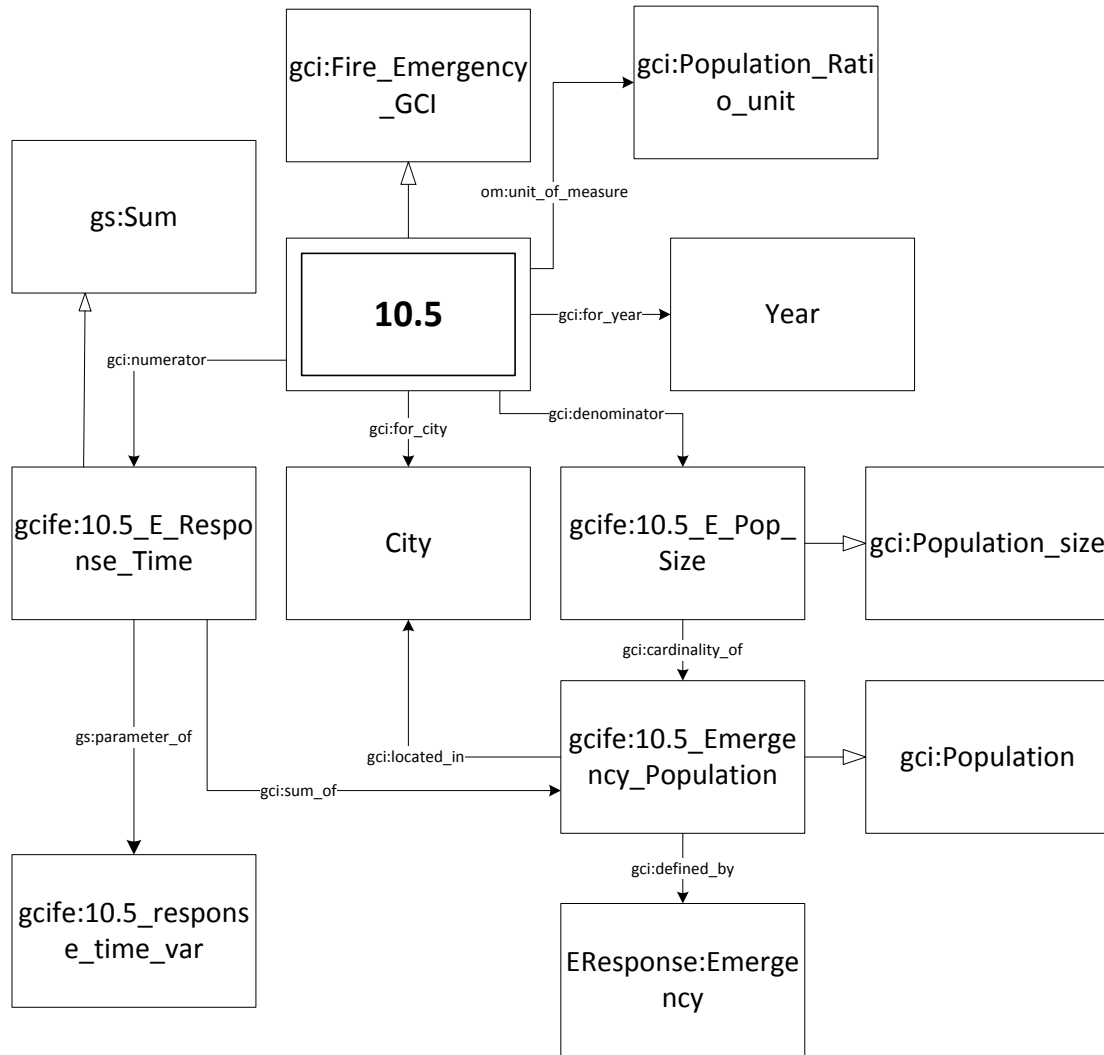 gci:Fire_Emergency
_GCI
gci:Population_Rati
o_unit
gs:Sum
om:unit_of_measure
10.5
gci:for_year
Year
gci:numerator
gci:for_city
gci:denominator
gcife:10.5_E_Respo
nse_Time
City
gcife:10.5_E_Pop_
Size
gci:Population_size
gci:cardinality_of
gs:parameter_of
gci:located_in
gcife:10.5_Emerge
ncy_Population
gci:Population
gci:sum_of
gci:defined_by
gcife:10.5_respons
e_time_var
EResponse:Emerge
ncy